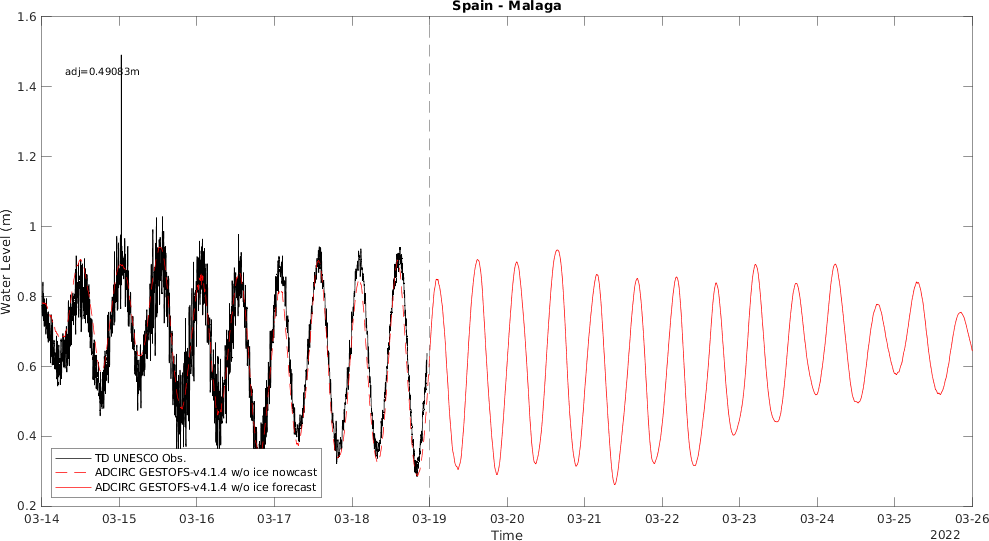 Spain - Malaga
1.6
1.4
1.2
1
0.8
0.6
0.4
0.2
Water Level (m)
adj=0.49083m
TD UNESCO Obs.
ADCIRC GESTOFS-v4.1.4 w/o ice nowcast
ADCIRC GESTOFS-v4.1.4 w/o ice forecast
03-14 03-15 03-16 03-17 03-18 03-19 03-20 03-21 03-22 03-23 03-24 03-25 03-26
Time
2022